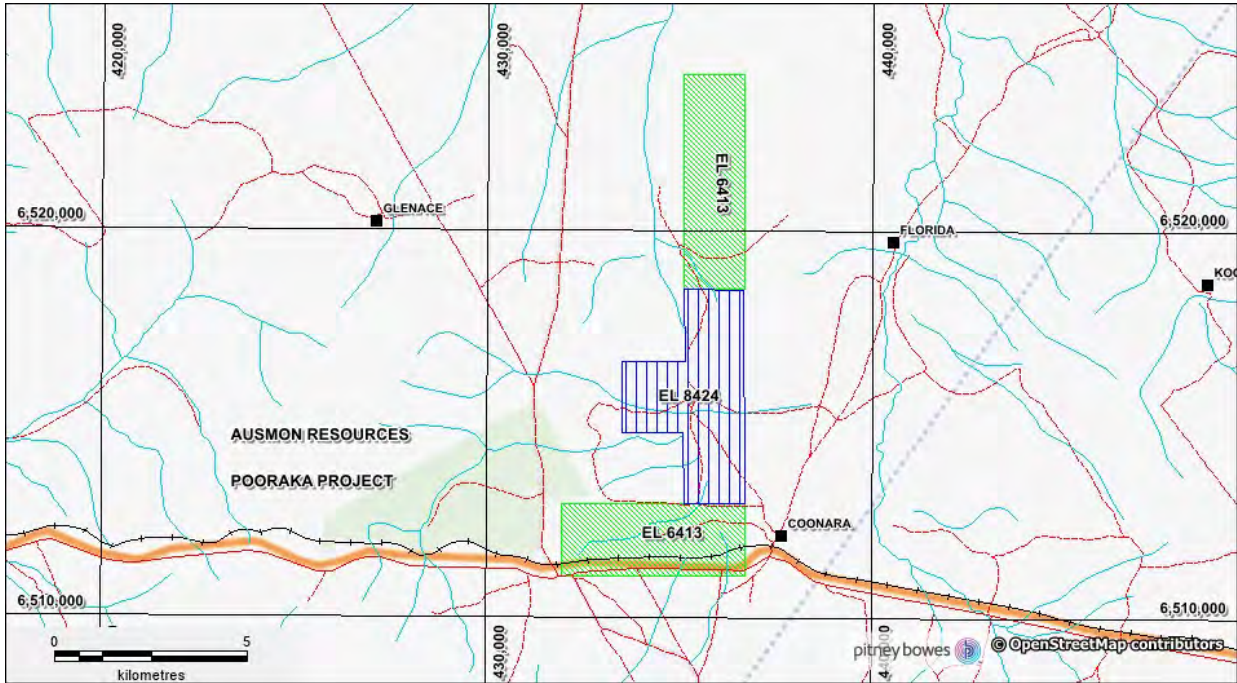 420,000
430,000
440,000
EL 6413
GLENACE
6,520,000
6,520,000
FLORIDA
EL 8424
AUSMON RESOURCES
POORAKA PROJECT
EL 6413
COONARA
6,510,000
6,510,000
430,000
0 5
kilometres
pitney bowes
© OpenStreetMap contributors